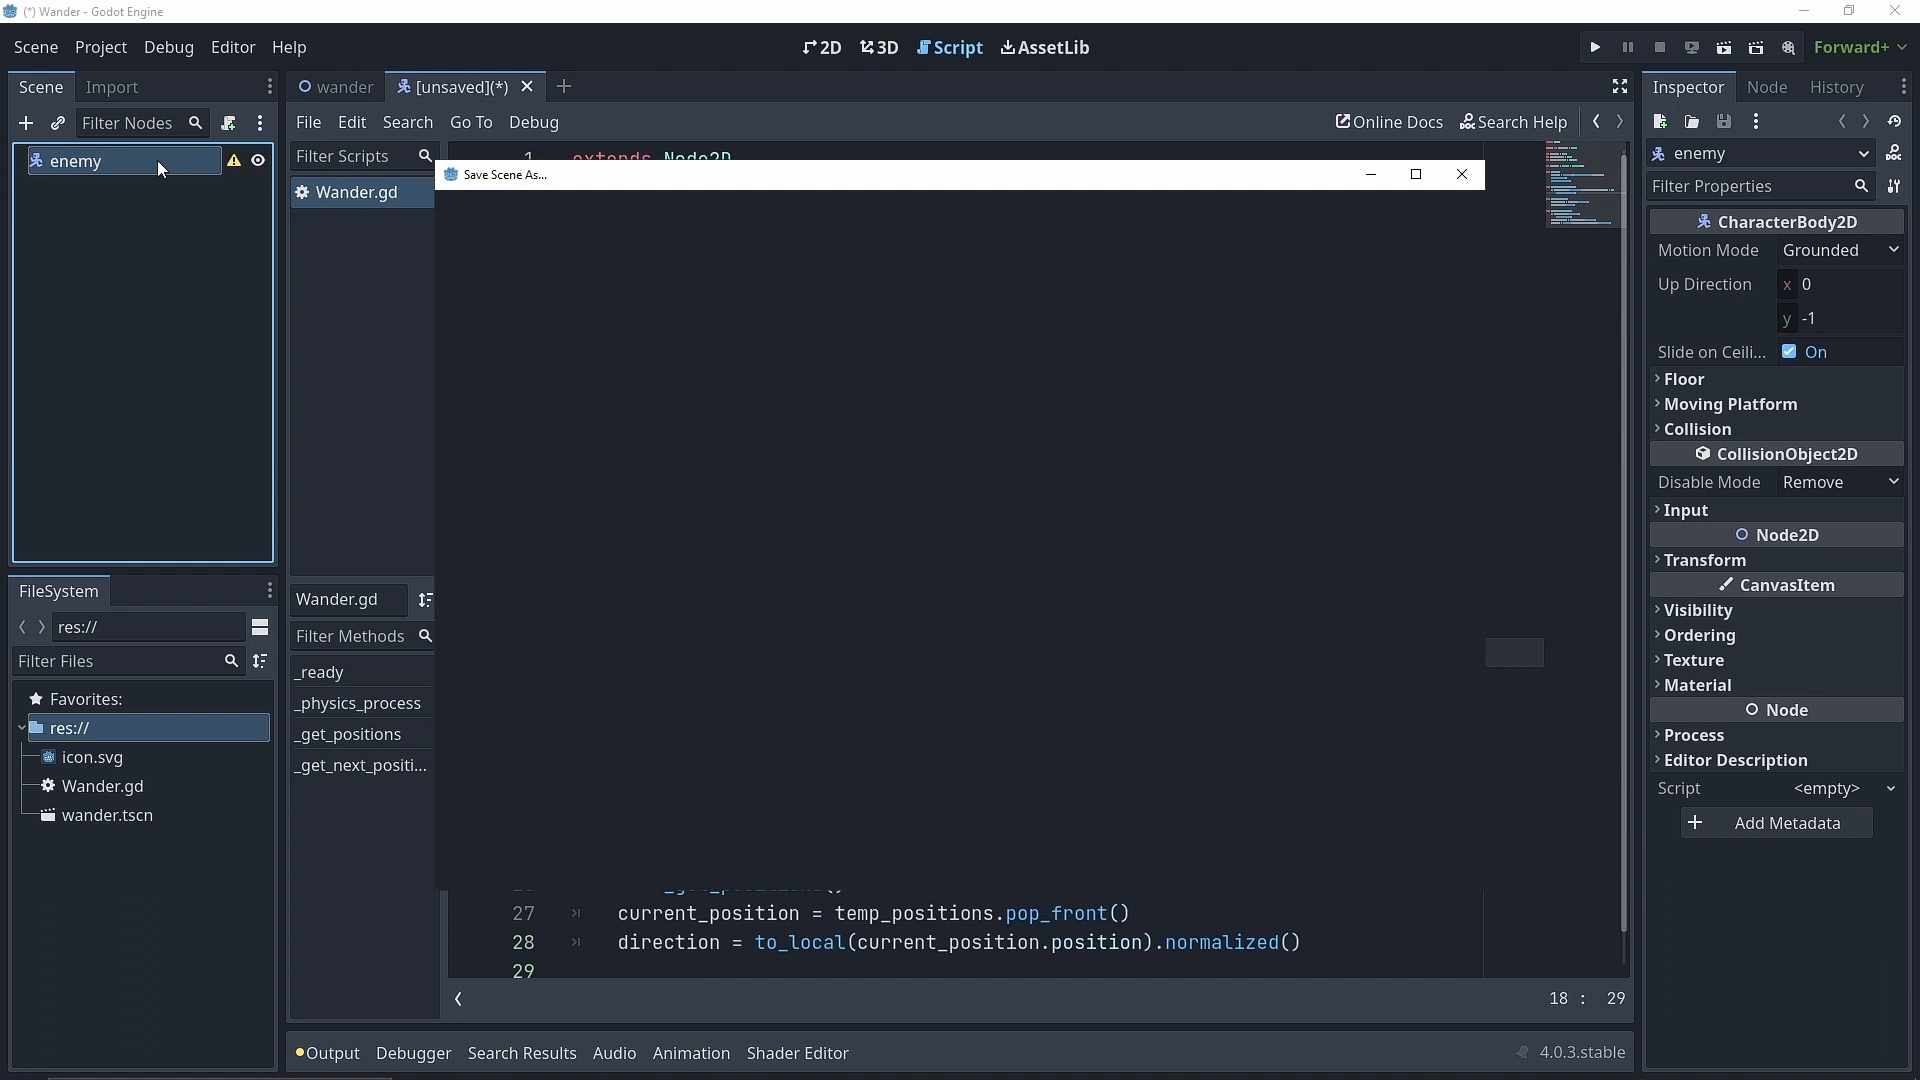 (*) Wander - Godot Engine
Scene Project Debug Editor Help
2D 3D Script AssetLib
Forward+
Scene Import
wander [unsaved](*)
Inspector Node History
Filter Nodes
File Edit Search Go To Debug
Online Docs Search Help
enemy
Filter Scripts
1 extends Node2D
Save Scene As...
Wander.gd
enemy
Filter Properties
CharacterBody2D
Motion Mode Grounded
Up Direction x 0
y -1
Slide on Ceili... On
Floor
Moving Platform
Collision
CollisionObject2D
Disable Mode Remove
Input
Node2D
Transform
CanvasItem
Visibility
Ordering
Texture
Material
Node
Process
Editor Description
Script <empty>
Add Metadata
FileSystem
res://
Filter Files
Favorites:
res://
icon.svg
Wander.gd
wander.tscn
Wander.gd
Filter Methods
_ready
_physics_process
_get_positions
_get_next_positi...
27 current_position = temp_positions.pop_front()
28 direction = to_local(current_position.position).normalized()
29
18 : 29
Output Debugger Search Results Audio Animation Shader Editor
4.0.3.stable